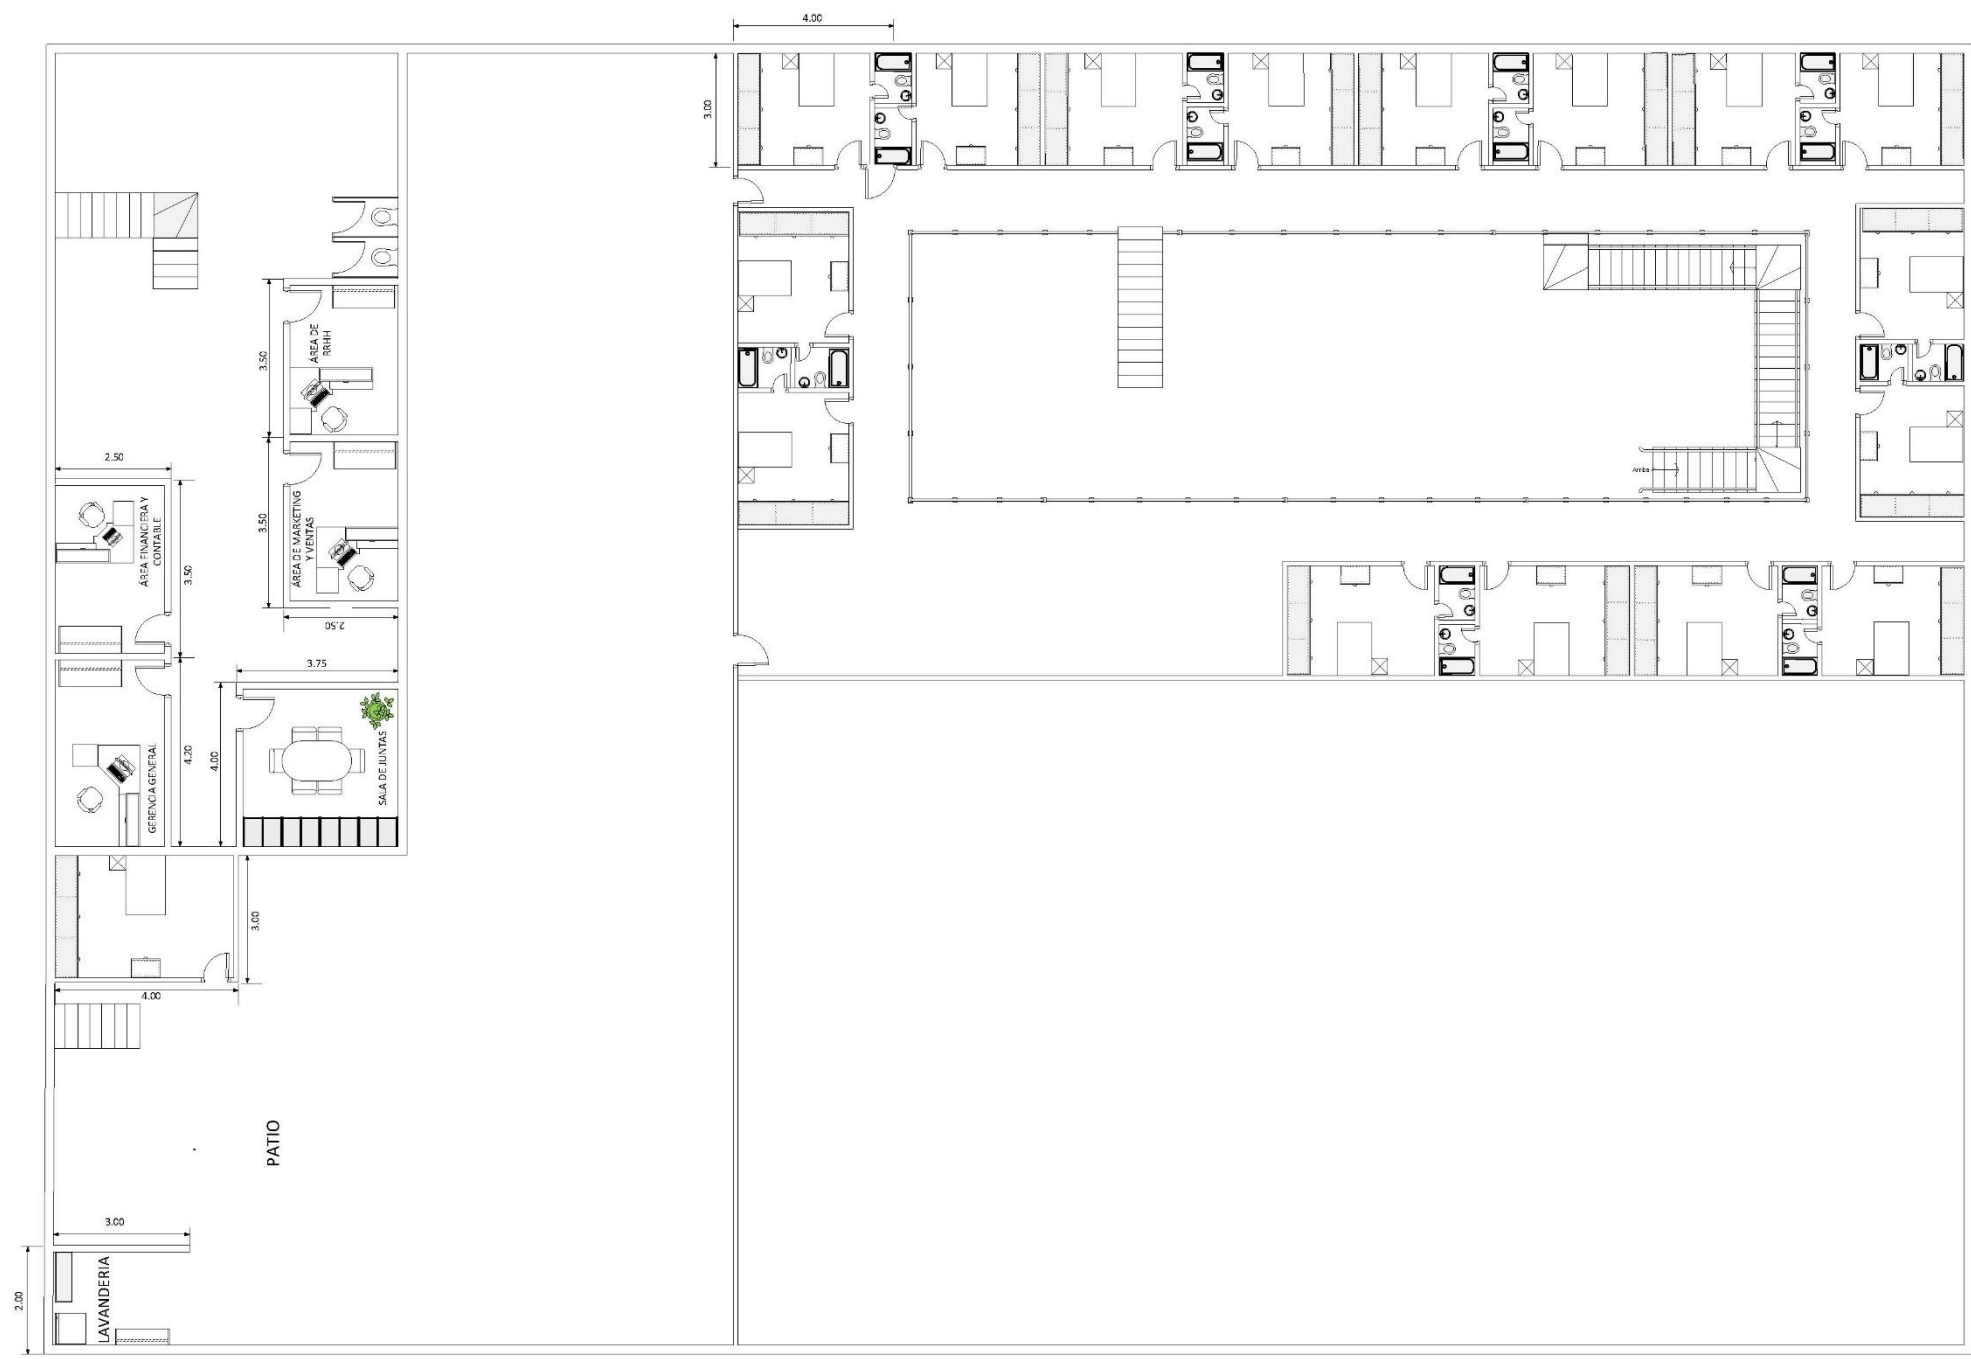 4.00
3.00
ÁREA DE
RRHH
3.50
2.50
ÁREA FINANCIERA Y
CONTABLE
3.50
3.50
ÁREA DE MARKETING
Y VENTAS
2.50
3.75
GERENCIA GENERAL
4.20
4.00
SALA DE JUNTAS
3.00
4.00
Arriba
PATIO
3.00
2.00
LAVANDERIA